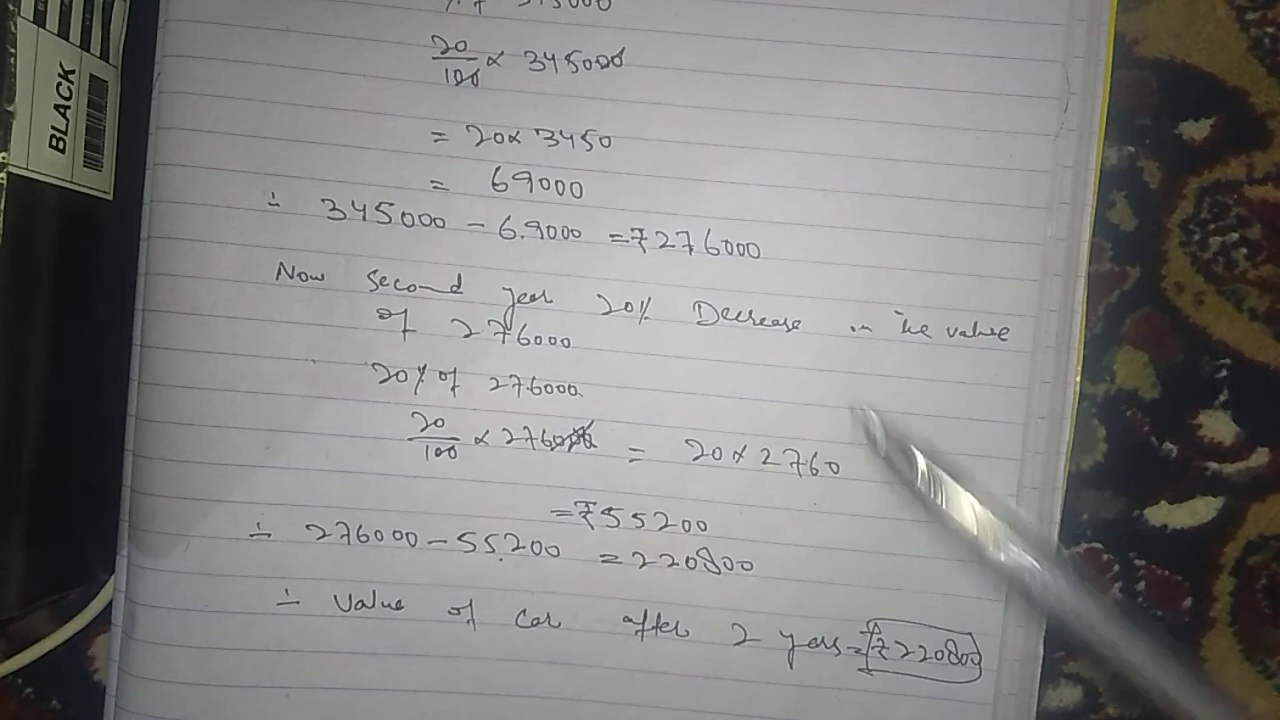 20/100 × 345000
= 20× 3450
= 69000
∴ 345000 - 69000 = ₹276000
Now second year 20% Decrease in the value
of 276000
20% of 276000
20/100 × 276000 = 20 × 2760
= ₹55200
∴ 276000 - 55200 = 220800
∴ Value of car after 2 years = ₹220800
BLACK